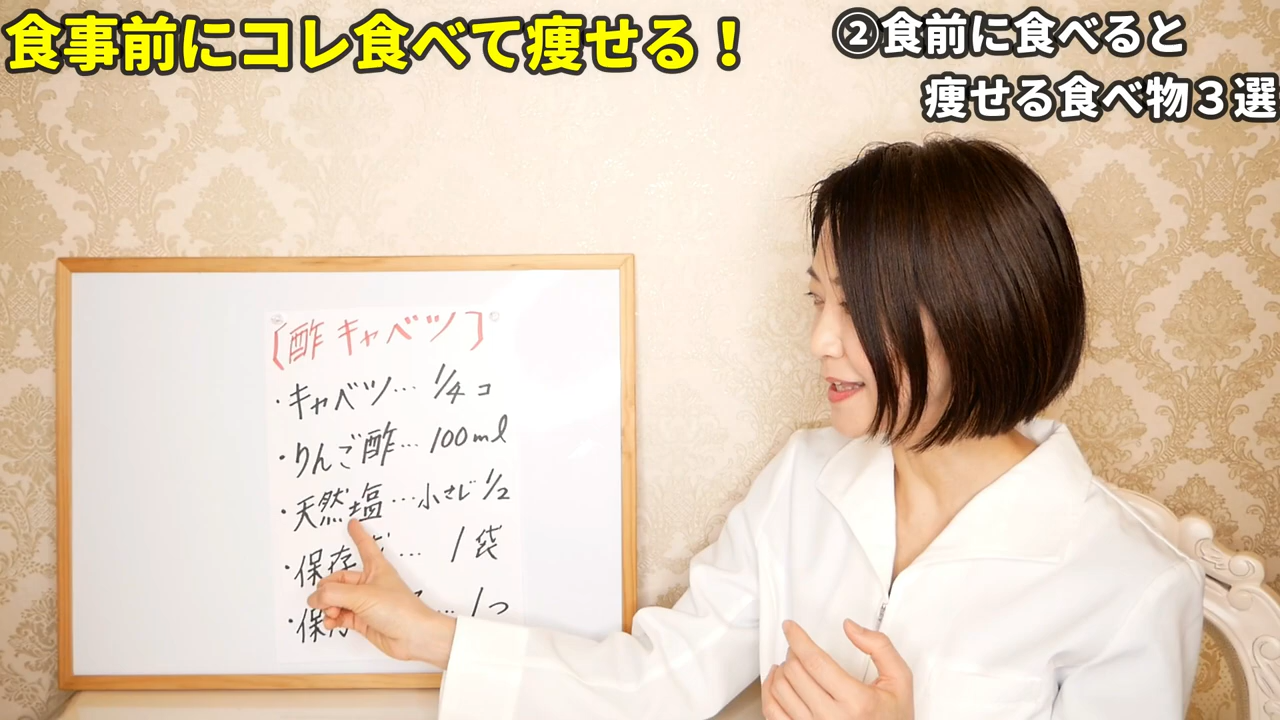 食事前にコレ食べて痩せる！
②食前に食べると
痩せる食べ物３選
〔酢キャベツ〕
・キャベツ… 1/4コ
・りんご酢… 100ml
・天然塩…小さじ1/2
・保存 … 1袋
・保存 … 1つ